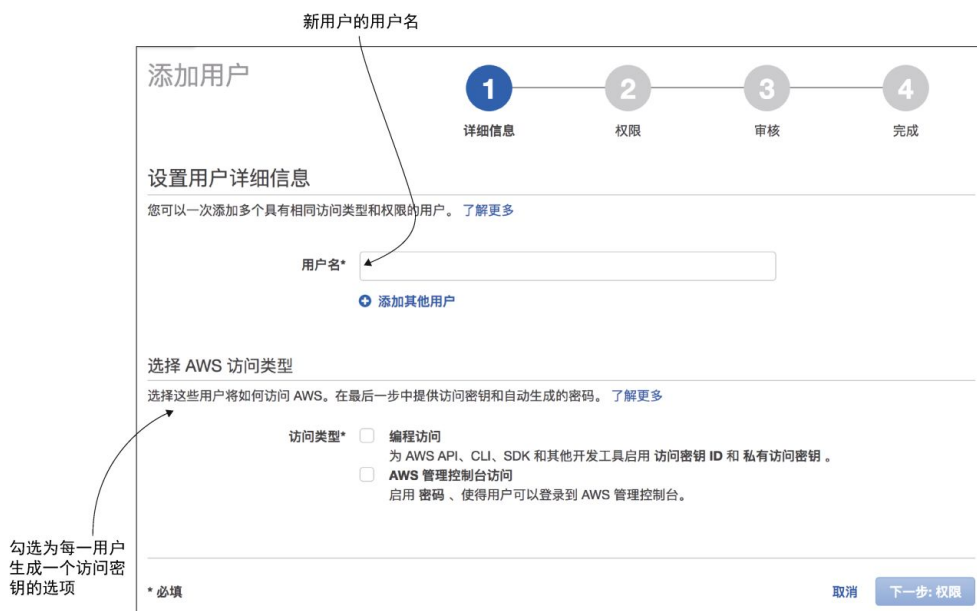 新用户的用户名
添加用户
1
2
3
4
详细信息
权限
审核
完成
设置用户详细信息
您可以一次添加多个具有相同访问类型和权限的用户。 了解更多
用户名*
添加其他用户
选择 AWS 访问类型
选择这些用户将如何访问 AWS。在最后一步中提供访问密钥和自动生成的密码。 了解更多
访问类型* 编程访问
为 AWS API、CLI、SDK 和其他开发工具启用 访问密钥 ID 和 私有访问密钥 。
AWS 管理控制台访问
启用 密码 、使得用户可以登录到 AWS 管理控制台。
勾选为每一用户
生成一个访问密
钥的选项
* 必填
取消
下一步: 权限